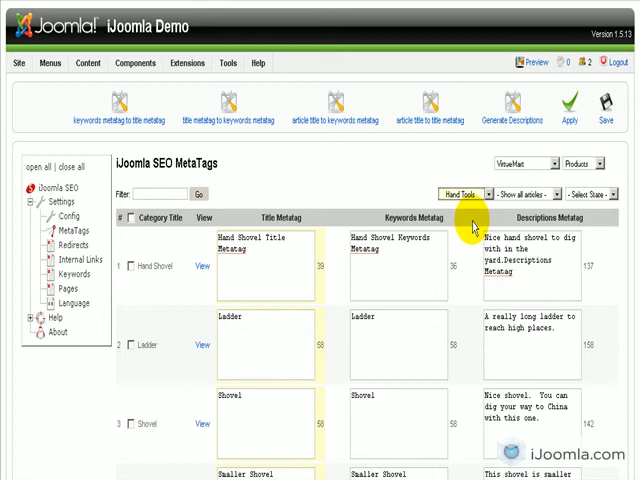 Joomla! iJoomla Demo
Version 1.5.13
Site Menus Content Components Extensions Tools Help
Preview 0 2 Logout
keywords metatag to title metatag title metatag to keywords metatag article title to keywords metatag article title to title metatag Generate Descriptions Apply Save
open all | close all
iJoomla SEO
Settings
Config
MetaTags
Redirects
Internal Links
Keywords
Pages
Language
Help
About
iJoomla SEO MetaTags
VirtueMart Products
Filter: Go
Hand Tools - Show all articles - - Select State -
# Category Title View Title Metatag Keywords Metatag Descriptions Metatag
1 Hand Shovel View
Hand Shovel Title
Metatag
39
Hand Shovel Keywords
Metatag
36
Nice hand shovel to dig
with in the
yard.Descriptions
Metatag
137
2 Ladder View
Ladder
58
Ladder
58
A really long ladder to
reach high places.
158
3 Shovel View
Shovel
58
Shovel
58
Nice shovel. You can
dig your way to China
with this one.
142
Smaller Shovel
Smaller Shovel
This shovel is smaller
iJoomla.com